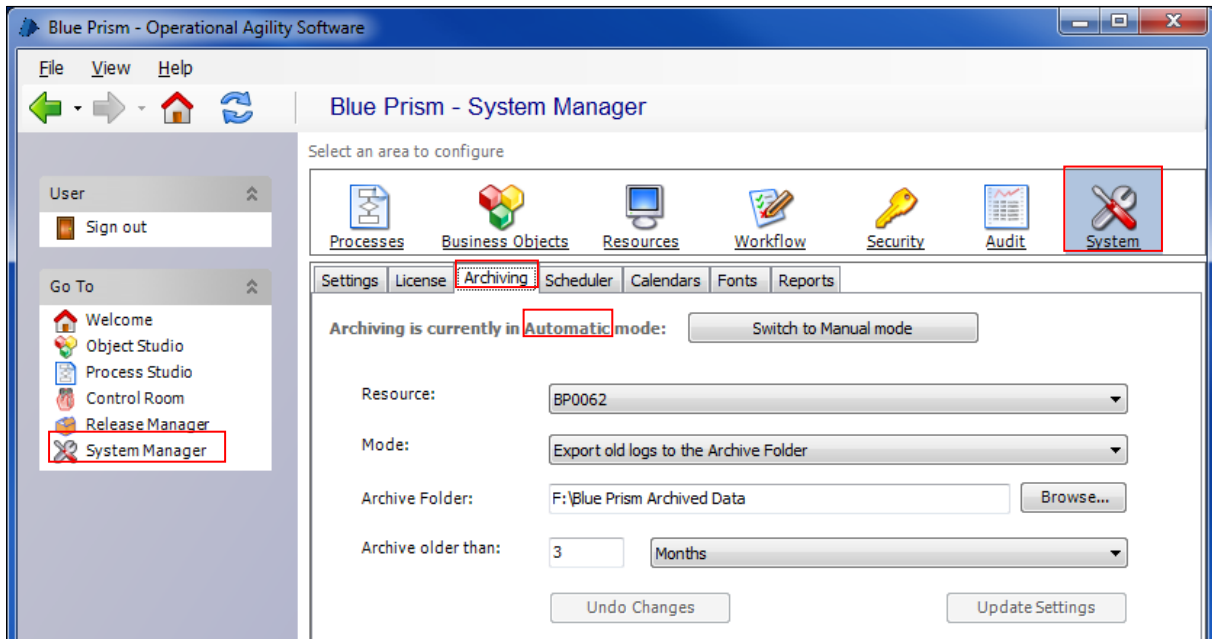 Blue Prism - Operational Agility Software
File View Help
Blue Prism - System Manager
Select an area to configure
User
Sign out
Go To
Welcome
Object Studio
Process Studio
Control Room
Release Manager
System Manager
Processes Business Objects Resources Workflow Security Audit System
Settings License Archiving Scheduler Calendars Fonts Reports
Archiving is currently in Automatic mode: Switch to Manual mode
Resource: BP0062
Mode: Export old logs to the Archive Folder
Archive Folder: F:\Blue Prism Archived Data Browse...
Archive older than: 3 Months
Undo Changes Update Settings